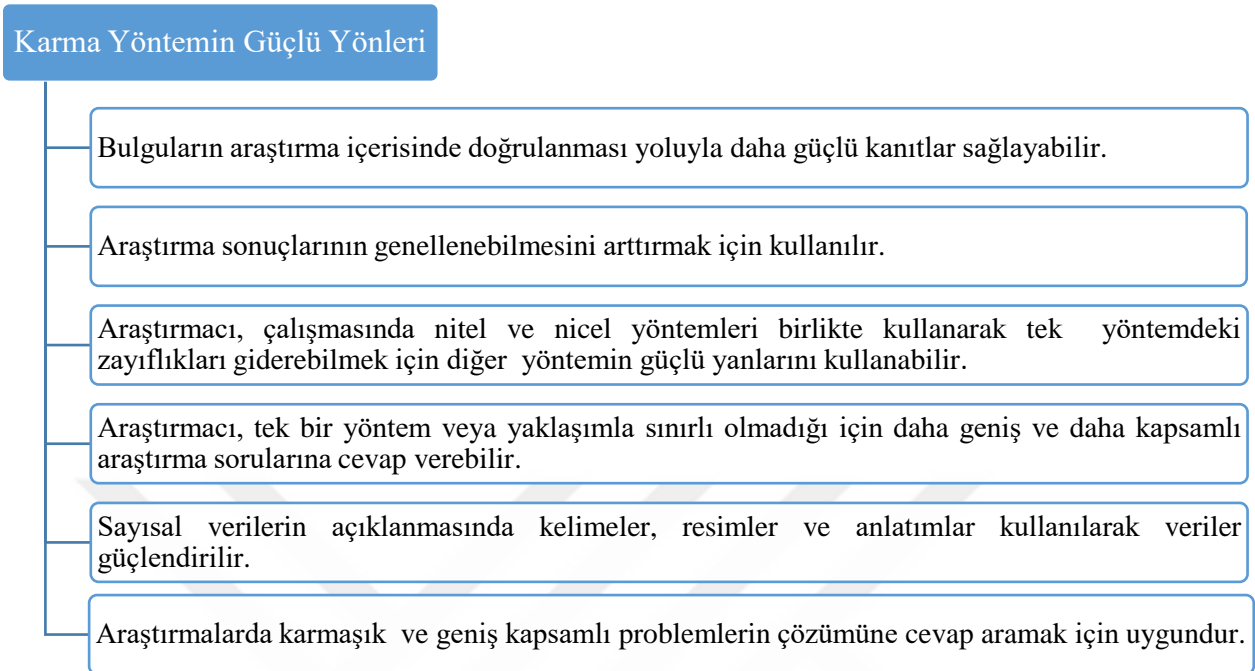 Karma Yöntemin Güçlü Yönleri
Bulguların araştırma içerisinde doğrulanması yoluyla daha güçlü kanıtlar sağlayabilir.
Araştırma sonuçlarının genellenebilmesini arttırmak için kullanılır.
Araştırmacı, çalışmasında nitel ve nicel yöntemleri birlikte kullanarak tek yöntemdeki
zayıflıkları giderebilmek için diğer yöntemin güçlü yanlarını kullanabilir.
Araştırmacı, tek bir yöntem veya yaklaşımla sınırlı olmadığı için daha geniş ve daha kapsamlı
araştırma sorularına cevap verebilir.
Sayısal verilerin açıklanmasında kelimeler, resimler ve anlatımlar kullanılarak veriler
güçlendirilir.
Araştırmalarda karmaşık ve geniş kapsamlı problemlerin çözümüne cevap aramak için uygundur.